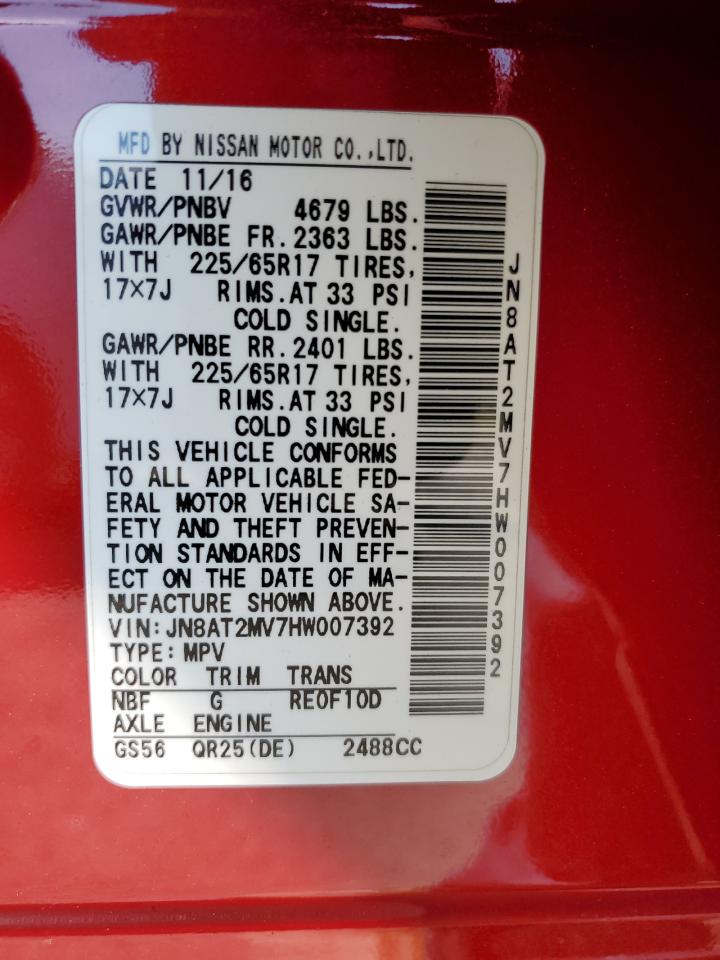 MFD BY NISSAN MOTOR CO.,LTD.
DATE 11/16
GVWR/PNBV 4679 LBS.
GAWR/PNBE FR. 2363 LBS.
WITH 225/65R17 TIRES,
17×7J RIMS.AT 33 PSI
COLD SINGLE.
GAWR/PNBE RR. 2401 LBS.
WITH 225/65R17 TIRES,
17×7J RIMS.AT 33 PSI
COLD SINGLE.
THIS VEHICLE CONFORMS
TO ALL APPLICABLE FED-
ERAL MOTOR VEHICLE SA-
FETY AND THEFT PREVEN-
TION STANDARDS IN EFF-
ECT ON THE DATE OF MA-
NUFACTURE SHOWN ABOVE.
VIN:JN8AT2MV7HW007392
TYPE:MPV
COLOR TRIM TRANS
NBF G RE0F10D
AXLE ENGINE
GS56 QR25(DE) 2488CC
JN8AT2MV7HW007392